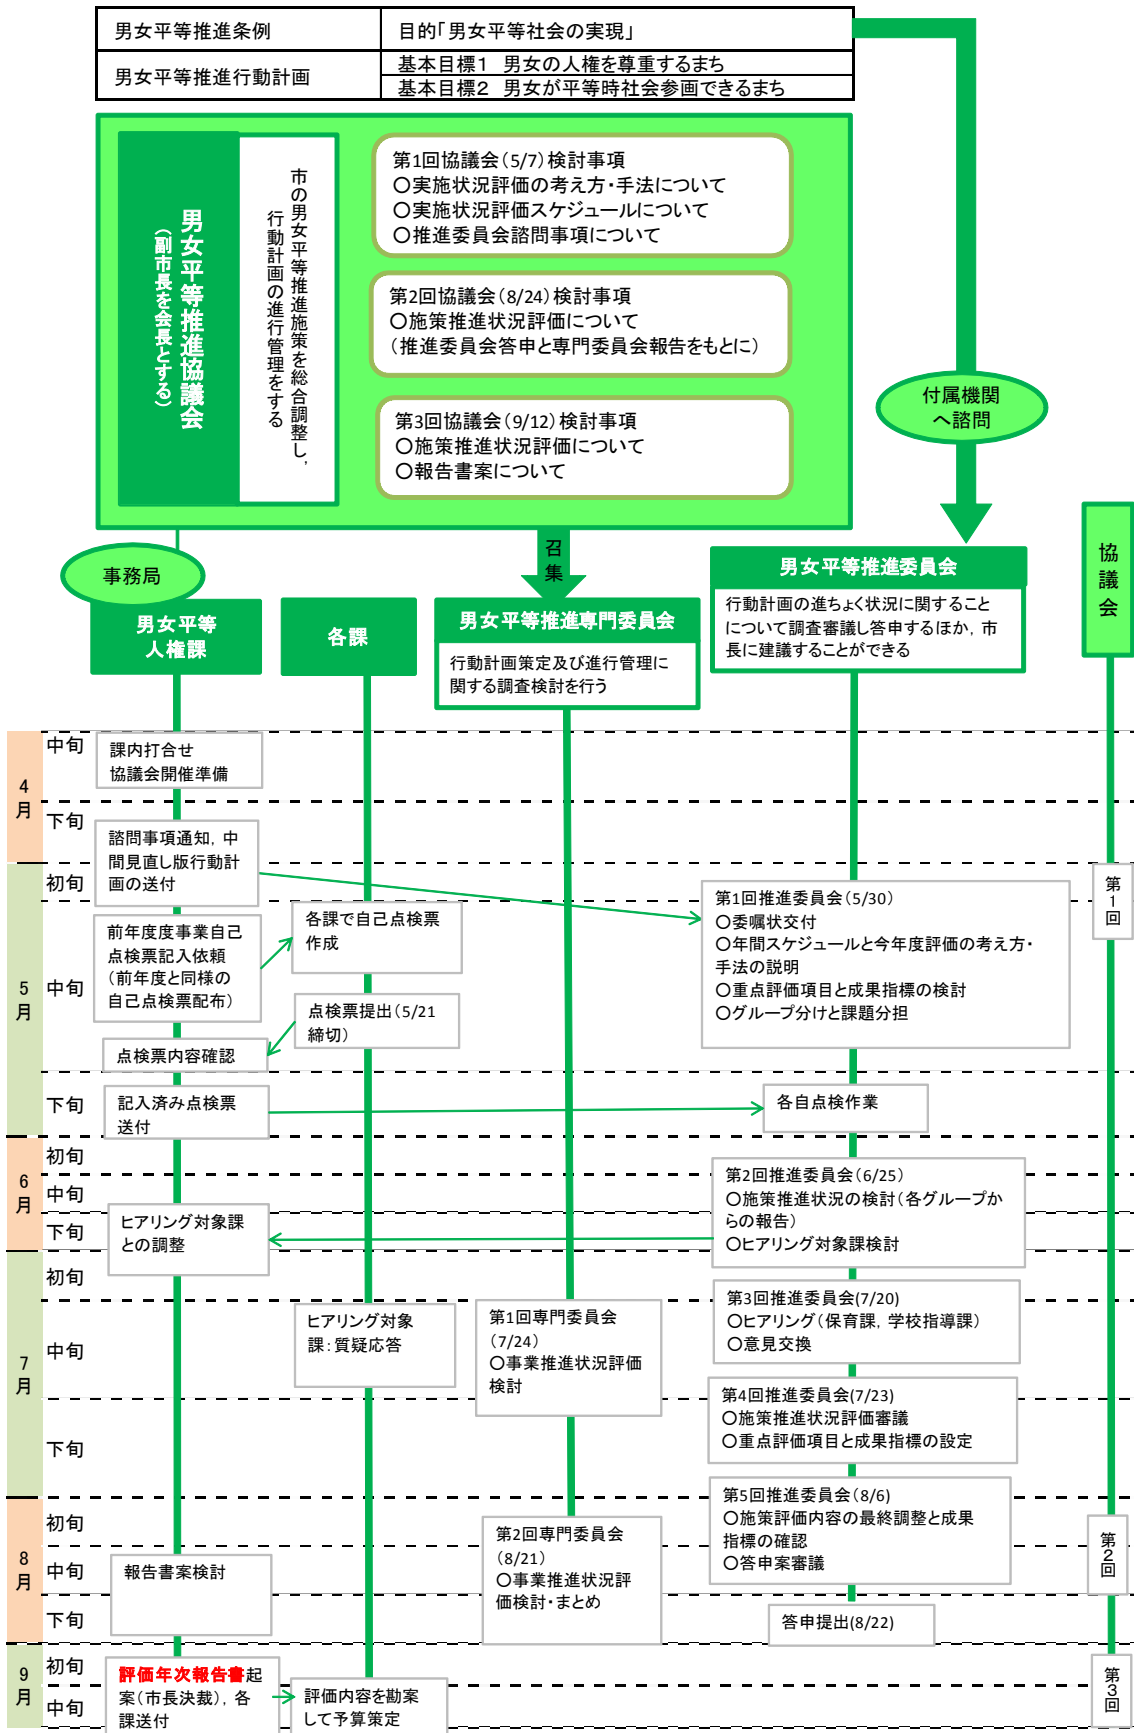 男女平等推進条例
目的「男女平等社会の実現」
男女平等推進行動計画
基本目標1 男女の人権を尊重するまち
基本目標2 男女が平等時社会参画できるまち
男女平等推進協議会
（副市長を会長とする）
市の男女平等推進施策を総合調整し，
行動計画の進行管理をする
第1回協議会（5/7）検討事項
○実施状況評価の考え方・手法について
○実施状況評価スケジュールについて
○推進委員会諮問事項について
第2回協議会（8/24）検討事項
○施策推進状況評価について
（推進委員会答申と専門委員会報告をもとに）
第3回協議会（9/12）検討事項
○施策推進状況評価について
○報告書案について
付属機関
へ諮問
召集
事務局
協議会
男女平等
人権課
各課
男女平等推進専門委員会
行動計画策定及び進行管理に
関する調査検討を行う
男女平等推進委員会
行動計画の進ちょく状況に関すること
について調査審議し答申するほか，市
長に建議することができる
4月
中旬
課内打合せ
協議会開催準備
下旬
諮問事項通知，中
間見直し版行動計
画の送付
5月
初旬
第1回
第1回推進委員会（5/30）
○委嘱状交付
○年間スケジュールと今年度評価の考え方・
手法の説明
○重点評価項目と成果指標の検討
○グループ分けと課題分担
中旬
前年度度事業自己
点検票記入依頼
（前年度と同様の
自己点検票配布）
各課で自己点検票
作成
点検票提出（5/21
締切）
点検票内容確認
下旬
記入済み点検票
送付
各自点検作業
6月
初旬
中旬
下旬
第2回推進委員会（6/25）
○施策推進状況の検討（各グループか
らの報告）
○ヒアリング対象課検討
ヒアリング対象課
との調整
7月
初旬
第3回推進委員会(7/20)
○ヒアリング（保育課，学校指導課）
○意見交換
中旬
ヒアリング対象
課：質疑応答
第1回専門委員会
(7/24)
○事業推進状況評価
検討
第4回推進委員会(7/23)
○施策推進状況評価審議
○重点評価項目と成果指標の設定
下旬
8月
初旬
第5回推進委員会(8/6)
○施策評価内容の最終調整と成果
指標の確認
○答申案審議
第2回専門委員会
(8/21)
○事業推進状況評
価検討・まとめ
第2回
中旬
報告書案検討
下旬
答申提出(8/22)
9月
初旬
評価年次報告書起
案（市長決裁），各
課送付
評価内容を勘案
して予算策定
第3回
中旬